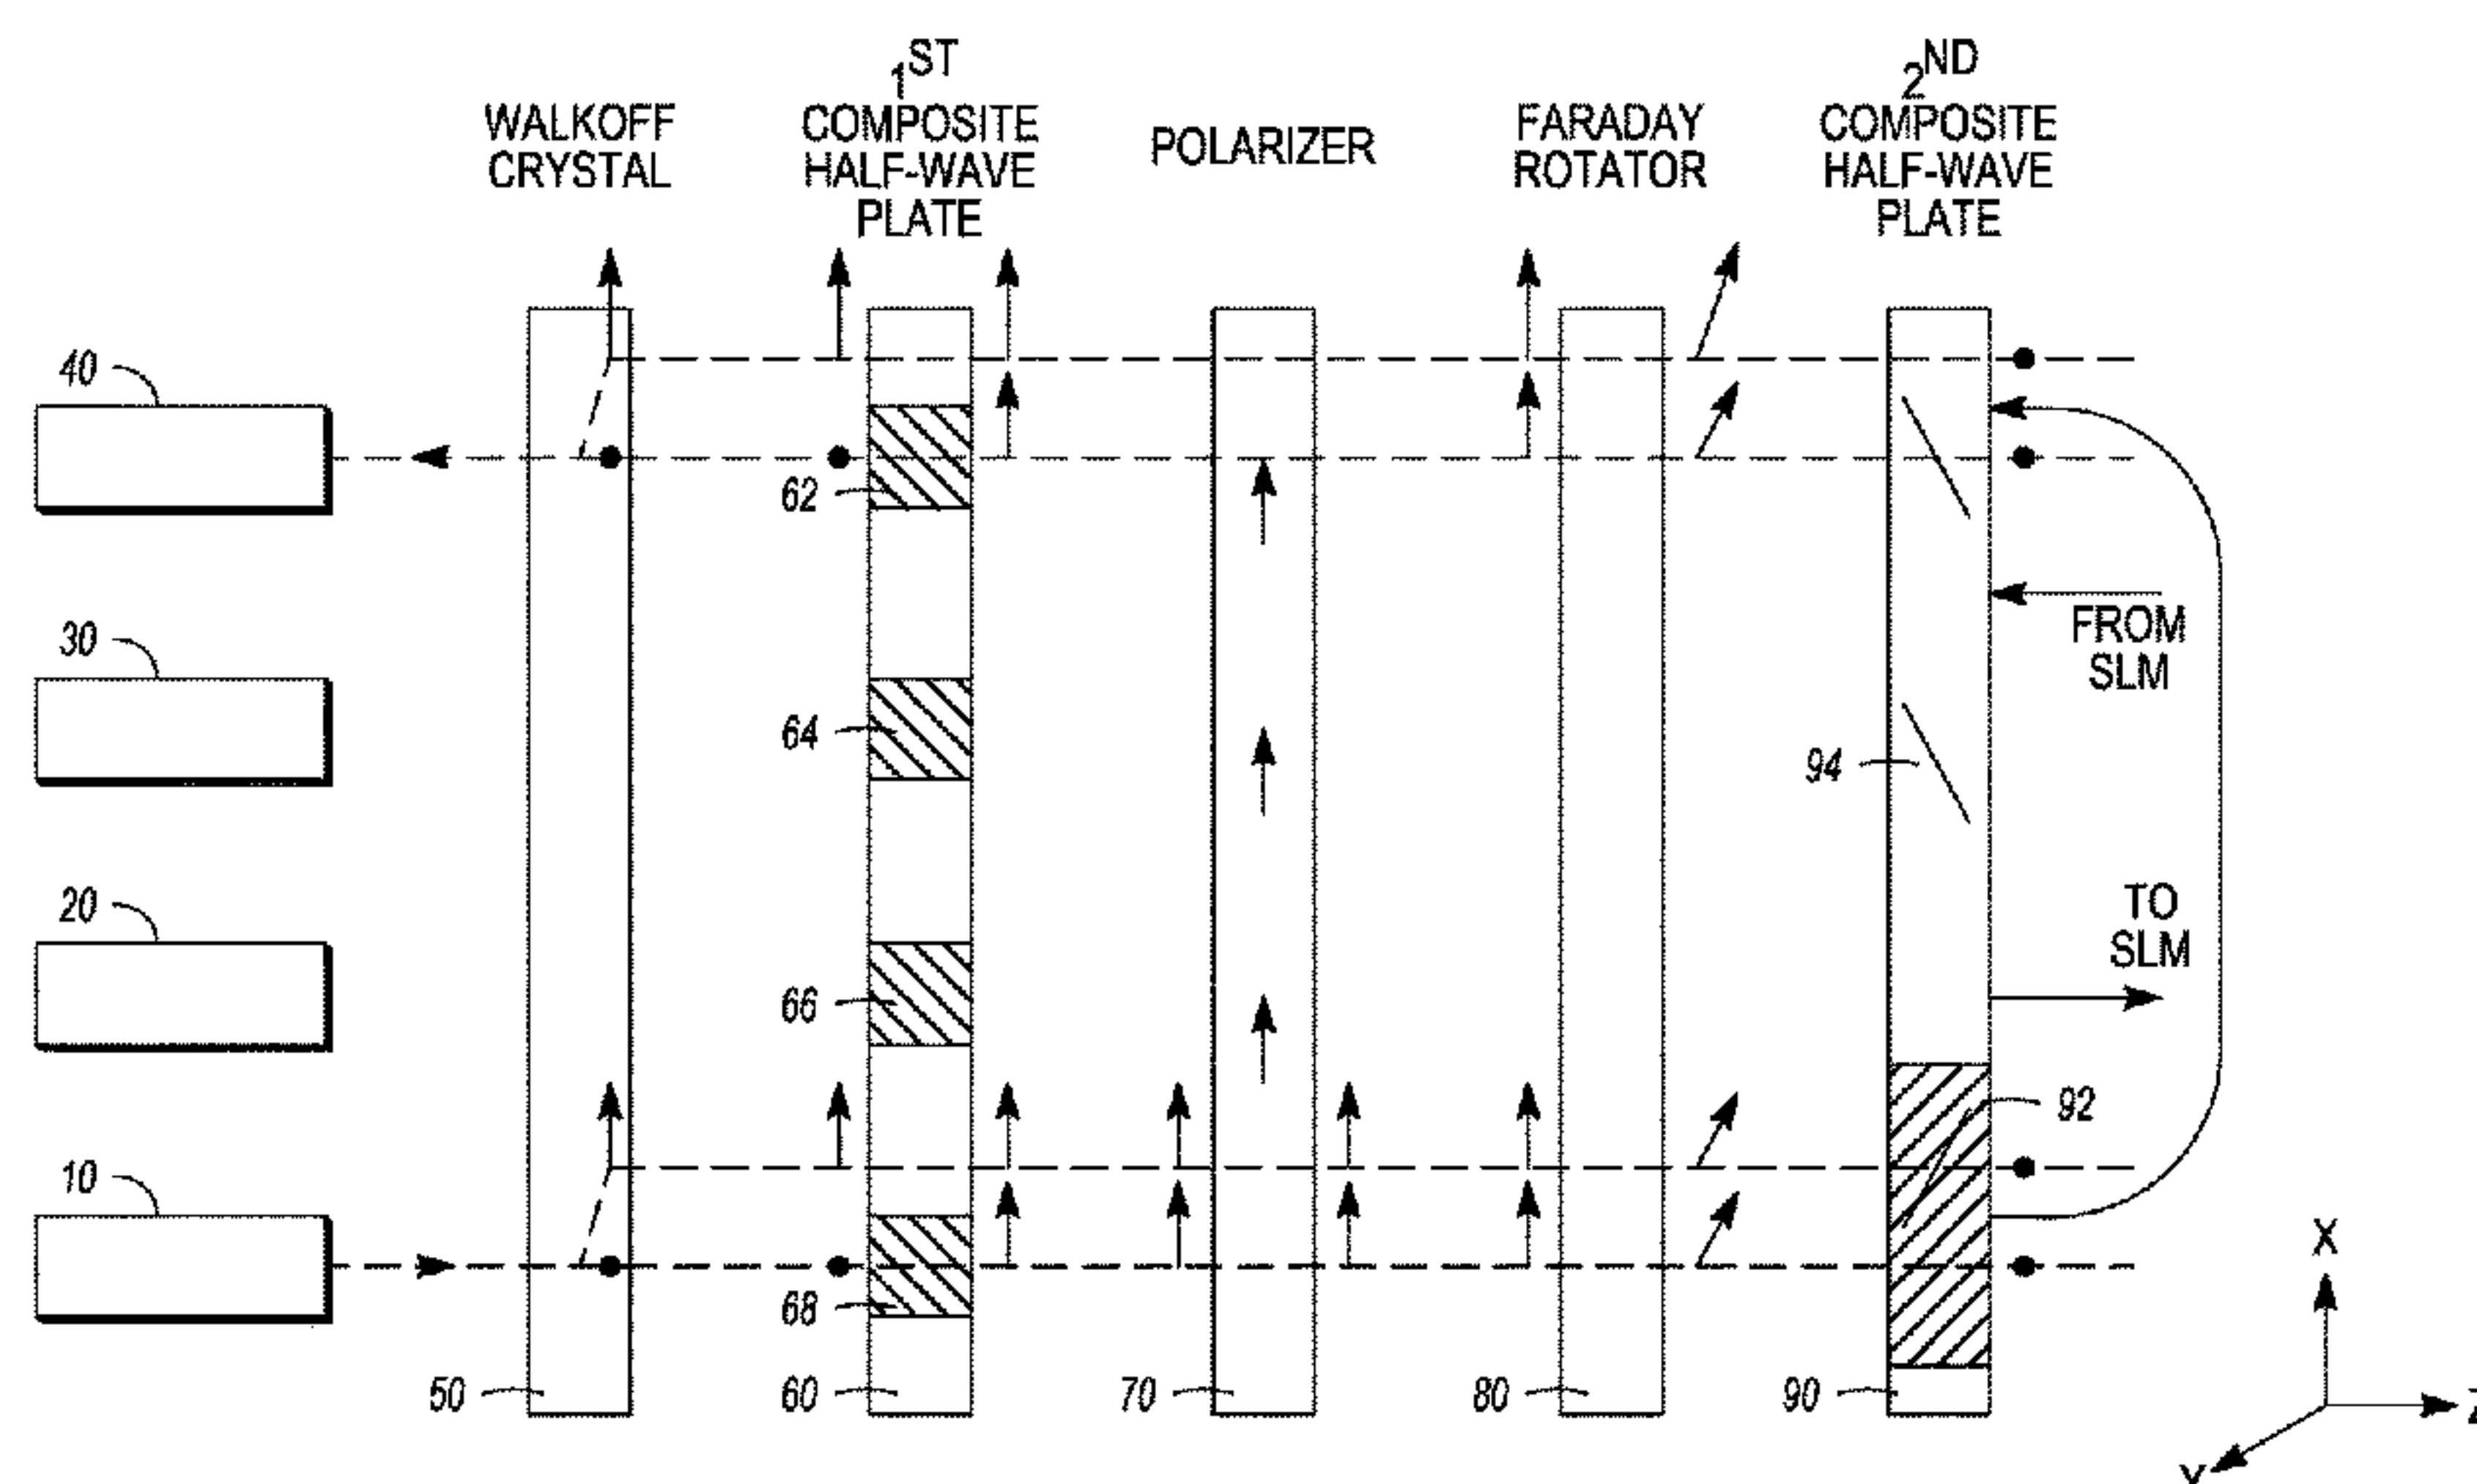 WALKOFF
CRYSTAL
1ST
COMPOSITE
HALF-WAVE
PLATE
POLARIZER
FARADAY
ROTATOR
2ND
COMPOSITE
HALF-WAVE
PLATE
40
62
FROM
SLM
30
64
94
TO
SLM
20
66
92
10
68
X
50
60
70
80
90
Z
Y